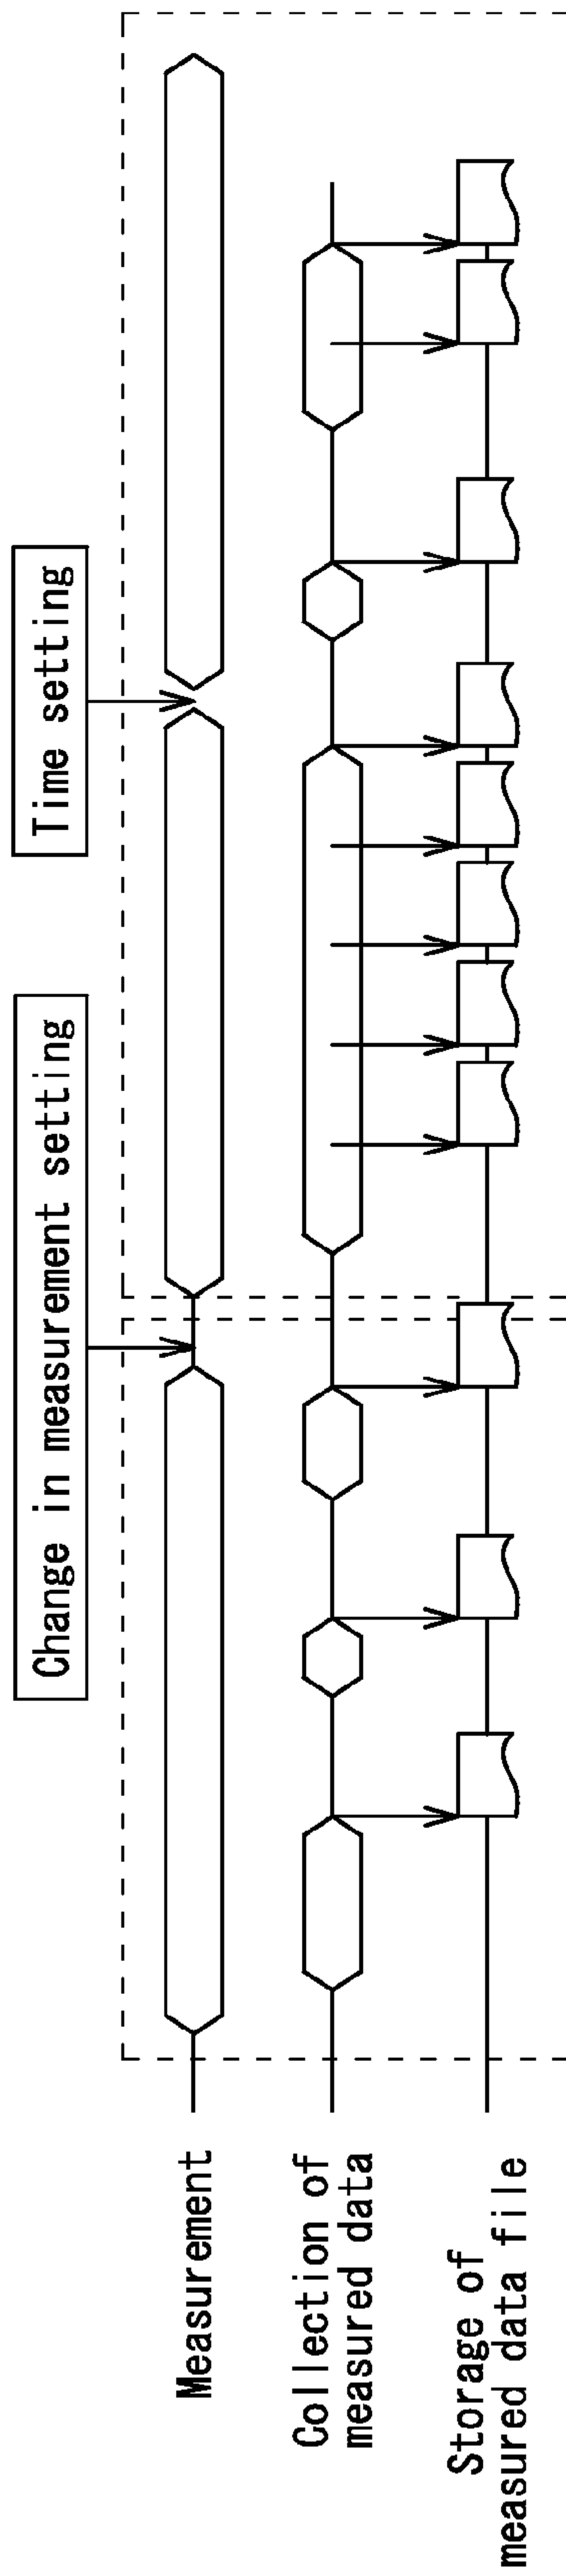 Change in measurement setting
Time setting
Measurement
Collection of
measured data
Storage of
measured data file